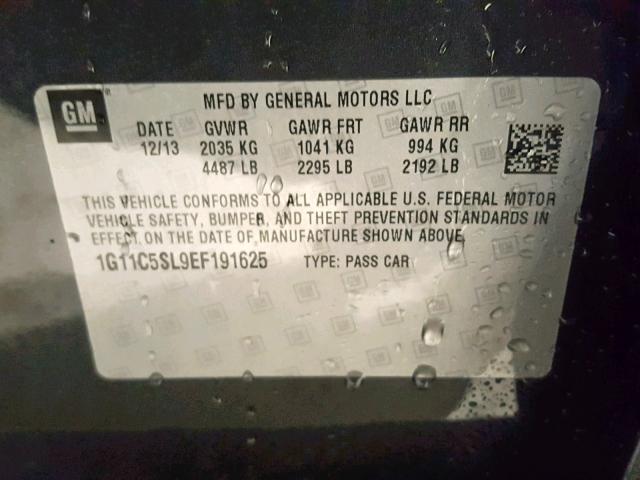 GM
MFD BY GENERAL MOTORS LLC
DATE GVWR GAWR FRT GAWR RR
12/13 2035 KG 1041 KG 994 KG
4487 LB 2295 LB 2192 LB
THIS VEHICLE CONFORMS TO ALL APPLICABLE U.S. FEDERAL MOTOR
VEHICLE SAFETY, BUMPER, AND THEFT PREVENTION STANDARDS IN
EFFECT ON THE DATE OF MANUFACTURE SHOWN ABOVE
1G11C5SL9EF191625 TYPE: PASS CAR